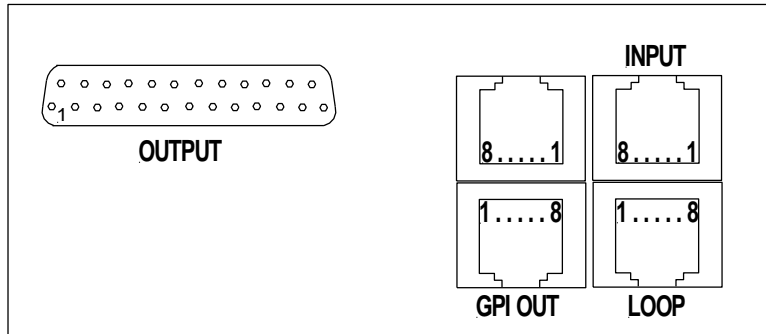 INPUT
1
OUTPUT
8.....1
8.....1
1.....8
1.....8
GPI OUT
LOOP